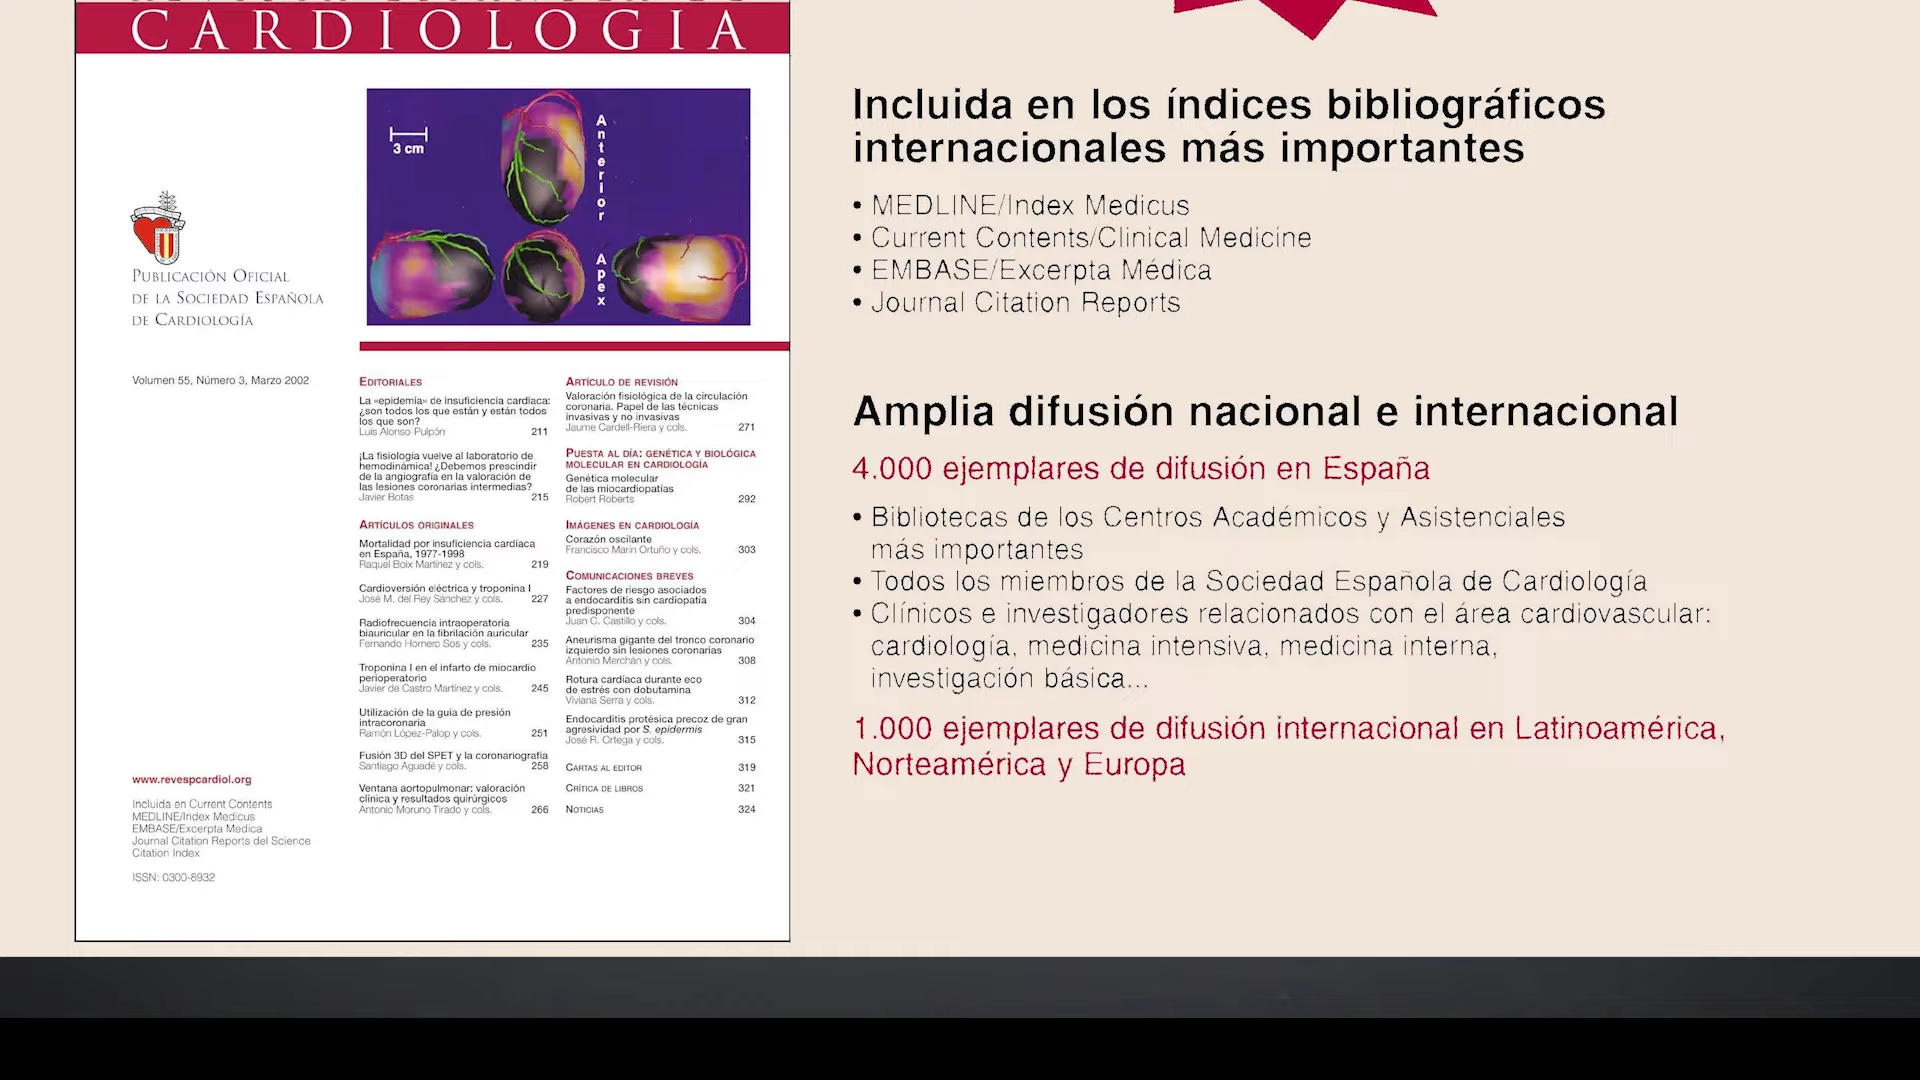 CARDIOLOGIA
3 cm
Anterior
Apex
PUBLICACIÓN OFICIAL
DE LA SOCIEDAD ESPAÑOLA
DE CARDIOLOGÍA
Volumen 55, Número 3, Marzo 2002
www.revespcardiol.org
Incluida en Current Contents
MEDLINE/Index Medicus
EMBASE/Excerpta Medica
Journal Citation Reports del Science
Citation Index
ISSN: 0300-8932
EDITORIALES
La «epidemia» de insuficiencia cardíaca:
¿son todos los que están y están todos
los que son?
Luis Alonso-Pulpón 211
¡La fisiología vuelve al laboratorio de
hemodinámica! ¿Debemos prescindir
de la angiografía en la valoración de
las lesiones coronarias intermedias?
Javier Botas 215
ARTÍCULOS ORIGINALES
Mortalidad por insuficiencia cardíaca
en España, 1977-1998
Raquel Boix Martínez y cols. 219
Cardioversión eléctrica y troponina I
José M. del Rey Sánchez y cols. 227
Radiofrecuencia intraoperatoria
biauricular en la fibrilación auricular
Fernando Hornero Sos y cols. 235
Troponina I en el infarto de miocardio
perioperatorio
Javier de Castro Martínez y cols. 245
Utilización de la guía de presión
intracoronaria
Ramón López-Palop y cols. 251
Fusión 3D del SPET y la coronariografía
Santiago Aguadé y cols. 258
Ventana aortopulmonar: valoración
clínica y resultados quirúrgicos
Antonio Moruno Tirado y cols. 266
ARTÍCULO DE REVISIÓN
Valoración fisiológica de la circulación
coronaria. Papel de las técnicas
invasivas y no invasivas
Jaume Candell-Riera y cols. 271
PUESTA AL DÍA: GENÉTICA Y BIOLÓGICA
MOLECULAR EN CARDIOLOGÍA
Genética molecular
de las miocardiopatías
Robert Roberts 292
IMÁGENES EN CARDIOLOGÍA
Corazón oscilante
Francisco Marín Ortuño y cols. 303
COMUNICACIONES BREVES
Factores de riesgo asociados
a endocarditis sin cardiopatía
predisponente
Juan C. Castillo y cols. 304
Aneurisma gigante del tronco coronario
izquierdo sin lesiones coronarias
Antonio Merchán y cols. 308
Rotura cardíaca durante eco
de estrés con dobutamina
Viviana Serra y cols. 312
Endocarditis protésica precoz de gran
agresividad por S. epidermis
José R. Ortega y cols. 315
CARTAS AL EDITOR 319
CRÍTICA DE LIBROS 321
NOTICIAS 324
Incluida en los índices bibliográficos
internacionales más importantes
• MEDLINE/Index Medicus
• Current Contents/Clinical Medicine
• EMBASE/Excerpta Médica
• Journal Citation Reports
Amplia difusión nacional e internacional
4.000 ejemplares de difusión en España
• Bibliotecas de los Centros Académicos y Asistenciales
más importantes
• Todos los miembros de la Sociedad Española de Cardiología
• Clínicos e investigadores relacionados con el área cardiovascular:
cardiología, medicina intensiva, medicina interna,
investigación básica...
1.000 ejemplares de difusión internacional en Latinoamérica,
Norteamérica y Europa